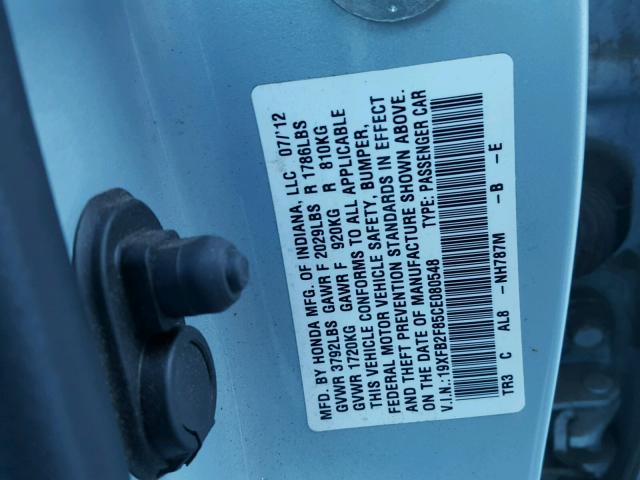 MFD. BY HONDA MFG. OF INDIANA, LLC 07/12
GVWR 3792LBS GAWR F 2029LBS R 1786LBS
GVWR 1720KG GAWR F 920KG R 810KG
THIS VEHICLE CONFORMS TO ALL APPLICABLE
FEDERAL MOTOR VEHICLE SAFETY, BUMPER,
AND THEFT PREVENTION STANDARDS IN EFFECT
ON THE DATE OF MANUFACTURE SHOWN ABOVE.
V.I.N.: 19XFB2F85CE080548 TYPE: PASSENGER CAR
TR3 C AL8 -NH787M -B -E